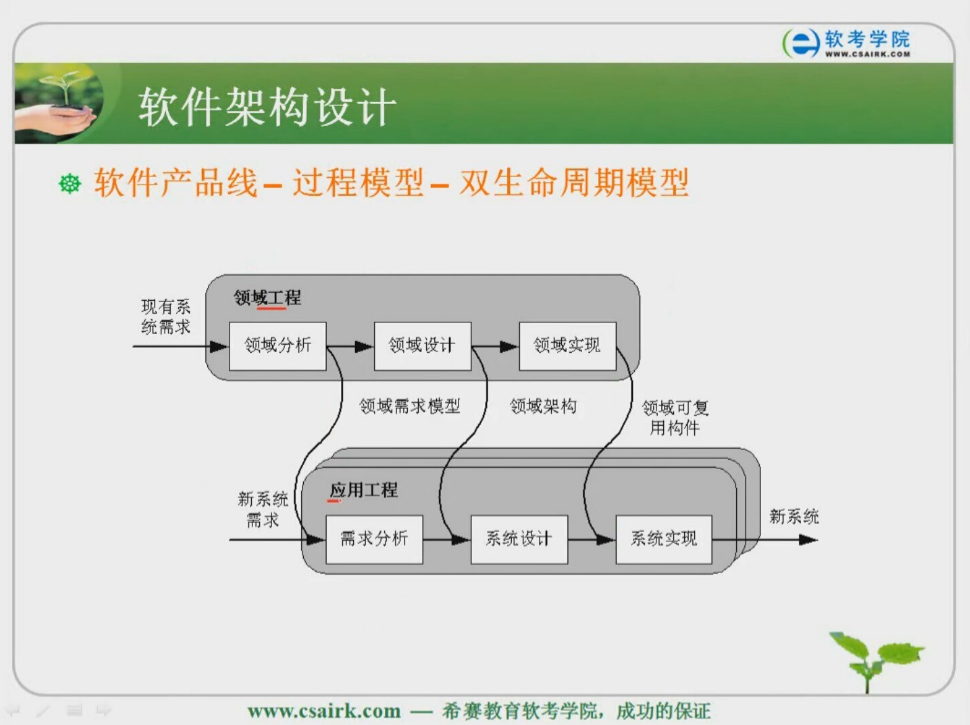 软考学院
WWW.CSAIRK.COM
软件架构设计
软件产品线－过程模型－双生命周期模型
现有系
统需求
领域工程
领域分析
领域设计
领域实现
领域需求模型
领域架构
领域可复
用构件
新系统
需求
应用工程
需求分析
系统设计
系统实现
新系统
www.csairk.com — 希赛教育软考学院，成功的保证